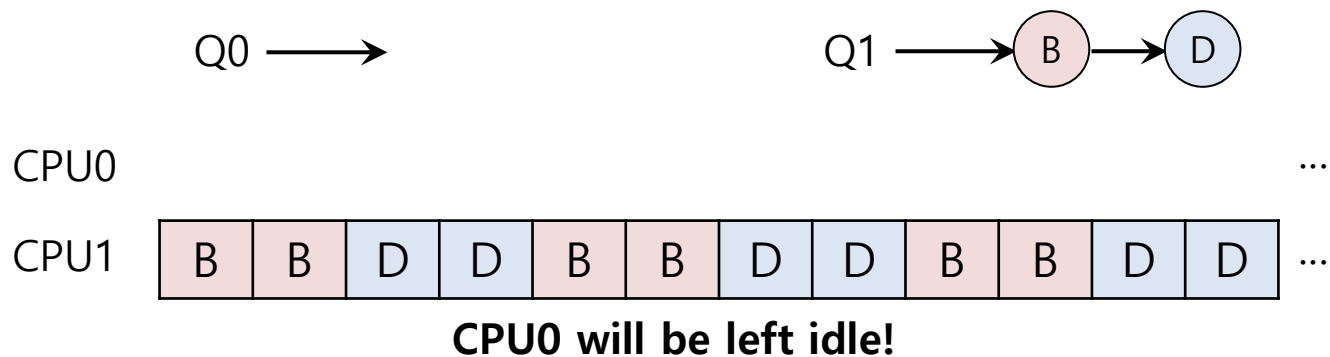 Q0 Q1 B D
CPU0 ...
CPU1 B B D D B B D D B B D D ...
CPU0 will be left idle!